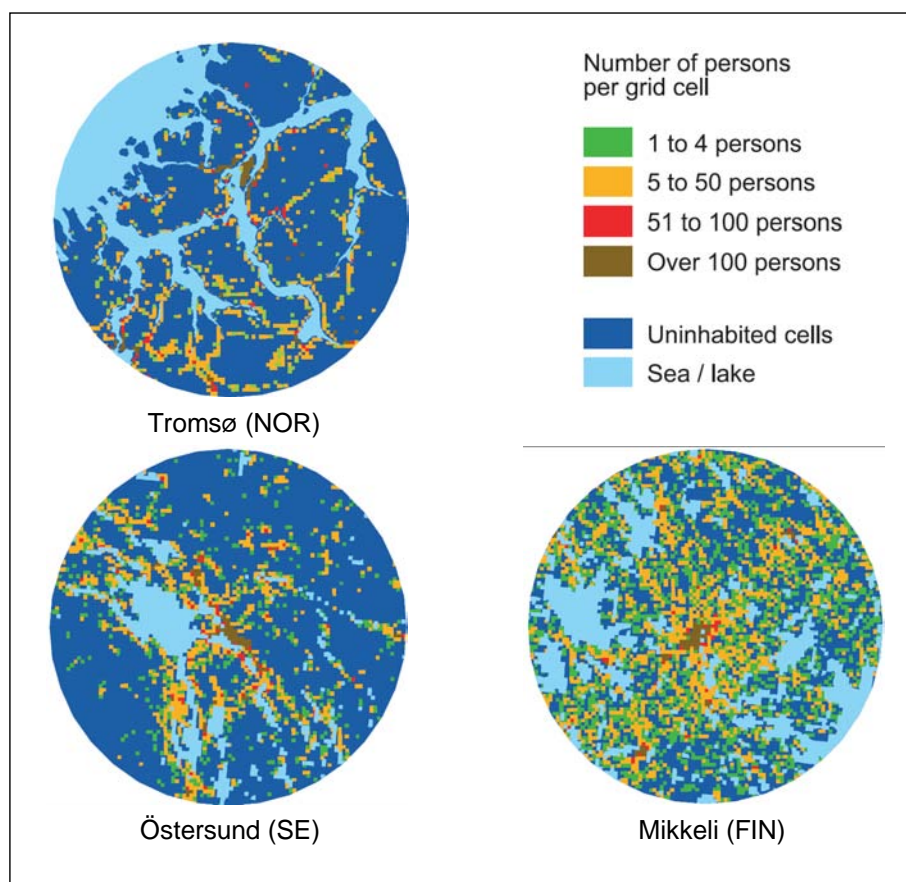 Number of persons
per grid cell
1 to 4 persons
5 to 50 persons
51 to 100 persons
Over 100 persons
Uninhabited cells
Sea / lake
Tromsø (NOR)
Östersund (SE)
Mikkeli (FIN)